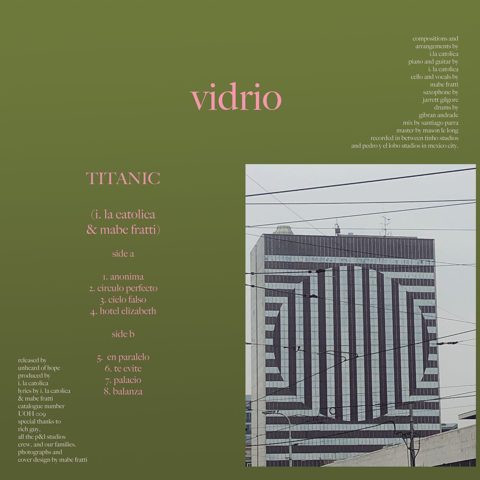 compositions and
arrangements by
i.la catolica
piano and guitar by
i. la catolica
cello and vocals by
mabe fratti
saxophone by
jarrett gilgore
drums by
gibran andrade
mix by santiago parra
master by mason le long
recorded in between tinho studios
and pedro y el lobo studios in mexico city.
vidrio
TITANIC
(i. la catolica
& mabe fratti)
side a
1. anonima
2. circulo perfecto
3. cielo falso
4. hotel elizabeth
side b
5. en paralelo
6. te evite
7. palacio
8. balanza
released by
unheard of hope
produced by
i. la catolica
lyrics by i. la catolica
& mabe fratti
catalogue number
UOH 009
special thanks to
rich guy,
all the p&l studios
crew, and our families.
photographs and
cover design by mabe fratti